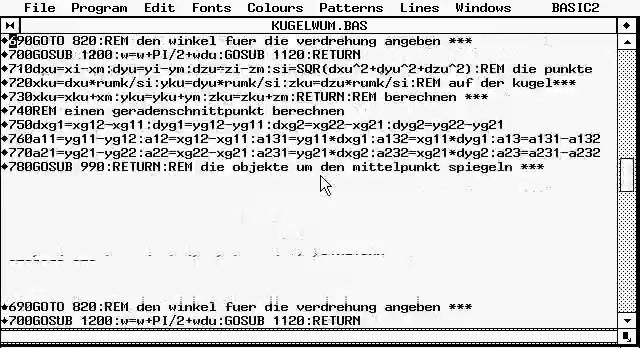 File Program Edit Fonts Colours Patterns Lines Windows BASIC2
KUGELWUM.BAS
690GOTO 820:REM den winkel fuer die verdrehung angeben ***
700GOSUB 1200:w=w+PI/2+wdu:GOSUB 1120:RETURN
710dxu=xi-xm:dyu=yi-ym:dzu=zi-zm:si=SQR(dxu^2+dyu^2+dzu^2):REM die punkte
720xku=dxu*rumk/si:yku=dyu*rumk/si:zku=dzu*rumk/si:REM auf der kugel***
730xku=xku+xm:yku=yku+ym:zku=zku+zm:RETURN:REM berechnen ***
740REM einen geradenschnittpunkt berechnen
750dxg1=xg12-xg11:dyg1=yg12-yg11:dxg2=xg22-xg21:dyg2=yg22-yg21
760a11=yg11-yg12:a12=xg12-xg11:a131=yg11*dxg1:a132=xg11*dyg1:a13=a131-a132
770a21=yg21-yg22:a22=xg22-xg21:a231=yg21*dxg2:a232=xg21*dyg2:a23=a231-a232
780GOSUB 990:RETURN:REM die objekte um den mittelpunkt spiegeln ***
690GOTO 820:REM den winkel fuer die verdrehung angeben ***
700GOSUB 1200:w=w+PI/2+wdu:GOSUB 1120:RETURN